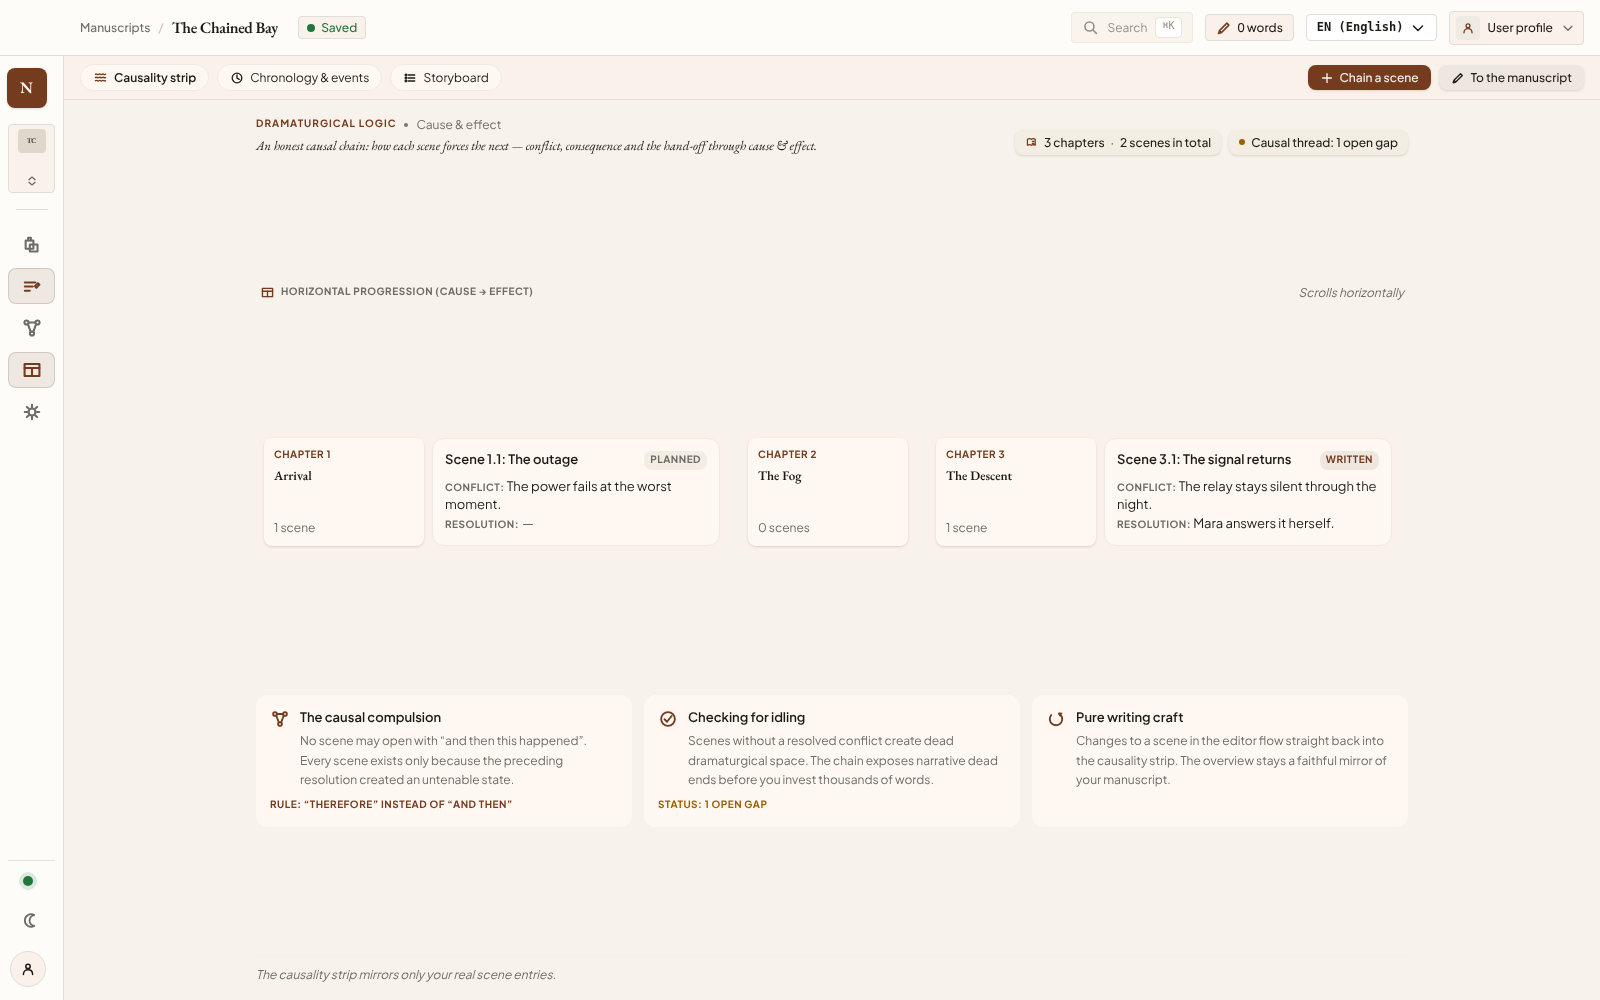 Manuscripts / The Chained Bay
Saved
Search ⌘K
0 words
EN (English)
User profile
N
TC
Causality strip
Chronology & events
Storyboard
Chain a scene
To the manuscript
DRAMATURGICAL LOGIC • Cause & effect
An honest causal chain: how each scene forces the next — conflict, consequence and the hand-off through cause & effect.
3 chapters · 2 scenes in total
Causal thread: 1 open gap
HORIZONTAL PROGRESSION (CAUSE → EFFECT)
Scrolls horizontally
CHAPTER 1
Arrival
1 scene
Scene 1.1: The outage
PLANNED
CONFLICT: The power fails at the worst
moment.
RESOLUTION: —
CHAPTER 2
The Fog
0 scenes
CHAPTER 3
The Descent
1 scene
Scene 3.1: The signal returns
WRITTEN
CONFLICT: The relay stays silent through the
night.
RESOLUTION: Mara answers it herself.
The causal compulsion
No scene may open with “and then this happened”.
Every scene exists only because the preceding
resolution created an untenable state.
RULE: “THEREFORE” INSTEAD OF “AND THEN”
Checking for idling
Scenes without a resolved conflict create dead
dramaturgical space. The chain exposes narrative dead
ends before you invest thousands of words.
STATUS: 1 OPEN GAP
Pure writing craft
Changes to a scene in the editor flow straight back into
the causality strip. The overview stays a faithful mirror of
your manuscript.
The causality strip mirrors only your real scene entries.